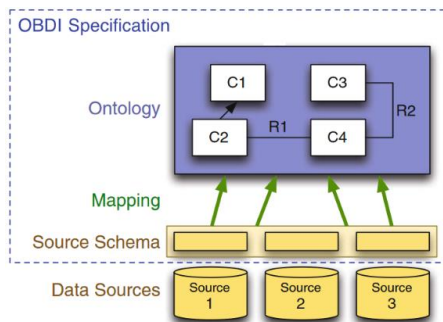 OBDI Specification
Ontology
C1
C3
C2
R1
C4
R2
Mapping
Source Schema
Data Sources
Source
1
Source
2
Source
3